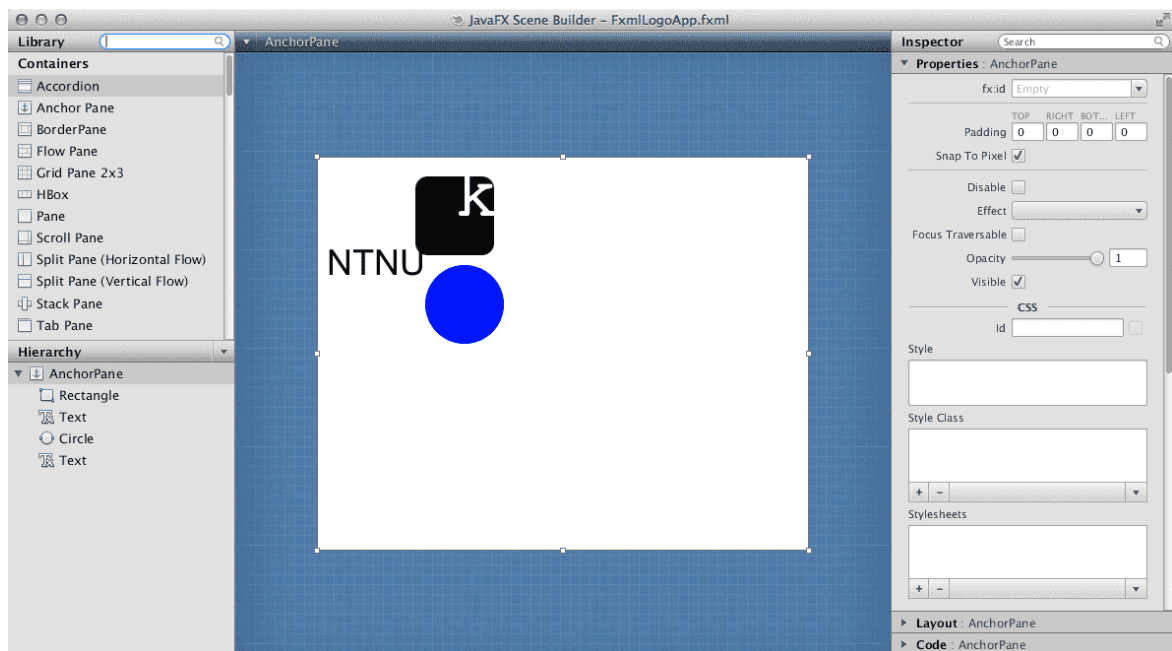 JavaFX Scene Builder – FxmlLogoApp.fxml
Library
Containers
Accordion
Anchor Pane
BorderPane
Flow Pane
Grid Pane 2x3
HBox
Pane
Scroll Pane
Split Pane (Horizontal Flow)
Split Pane (Vertical Flow)
Stack Pane
Tab Pane
Hierarchy
AnchorPane
Rectangle
Text
Circle
Text
AnchorPane
k
NTNU
Inspector Search
Properties : AnchorPane
fx:id Empty
TOP RIGHT BOT... LEFT
Padding 0 0 0 0
Snap To Pixel
Disable
Effect
Focus Traversable
Opacity 1
Visible
CSS
Id
Style
Style Class
+ –
Stylesheets
+ –
Layout : AnchorPane
Code : AnchorPane